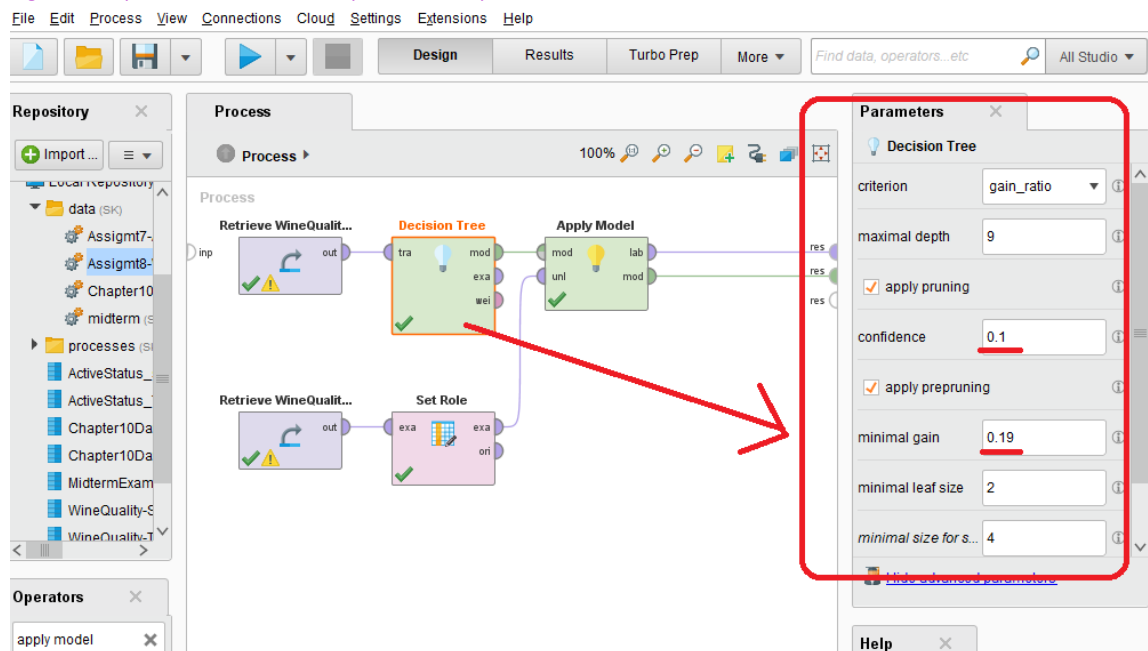 File Edit Process View Connections Cloud Settings Extensions Help
Design Results Turbo Prep More Find data, operators...etc All Studio
Repository
Import ...
Local Repository
data (SK)
Assigmt7-
Assigmt8-
Chapter10
midterm (S
processes (S
ActiveStatus_
ActiveStatus_
Chapter10Da
Chapter10Da
MidtermExam
WineQuality-S
WineQuality-T
Operators
apply model
Process
Process
100%
Process
Retrieve WineQualit...
inp
out
Decision Tree
tra
mod
exa
wei
Apply Model
mod
lab
unl
mod
res
res
res
Retrieve WineQualit...
out
Set Role
exa
exa
ori
Parameters
Decision Tree
criterion gain_ratio
maximal depth 9
apply pruning
confidence 0.1
apply prepruning
minimal gain 0.19
minimal leaf size 2
minimal size for s... 4
Hide advanced parameters
Help